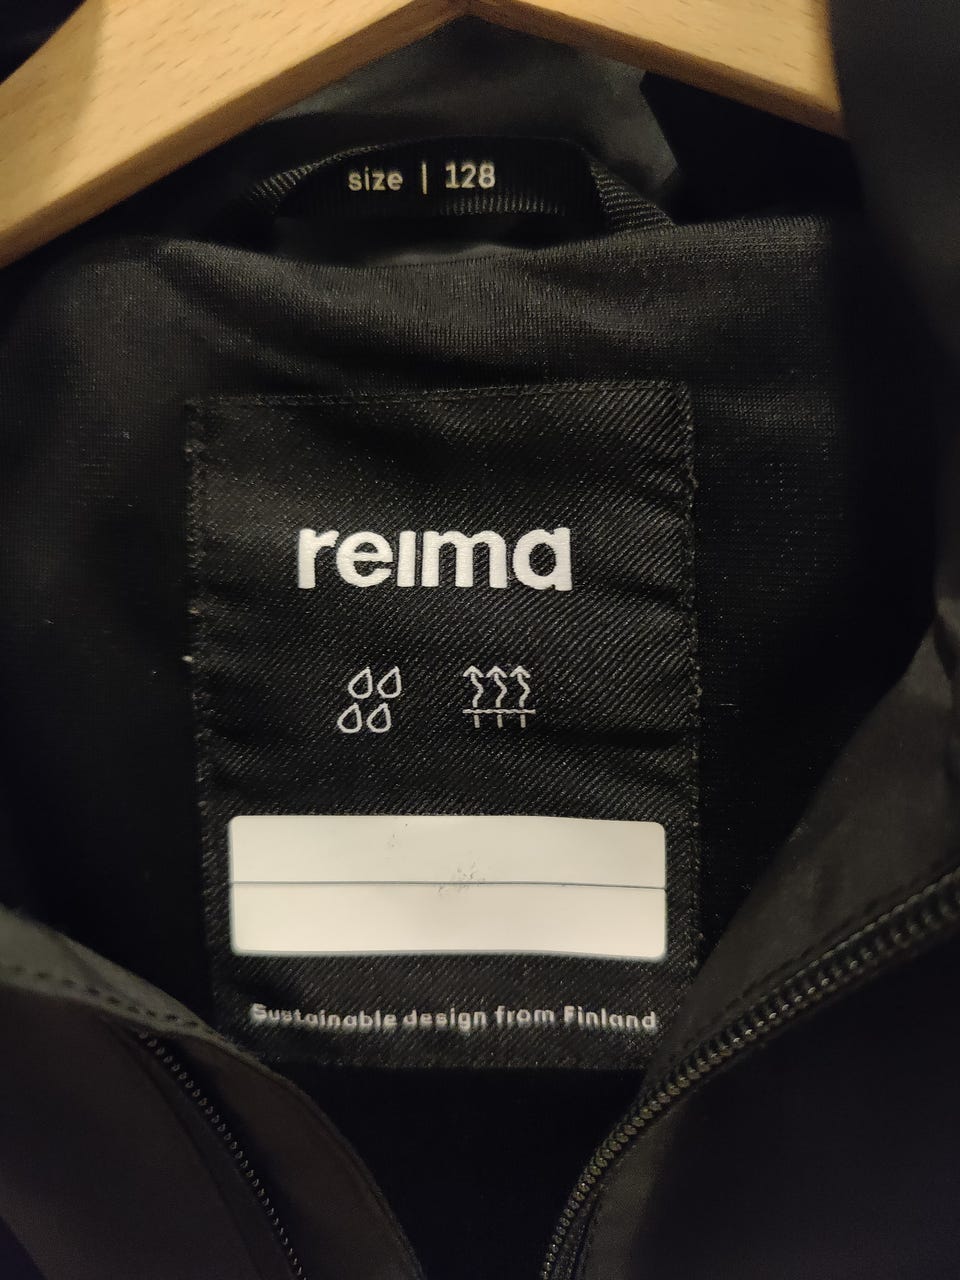 size | 128
reima
Sustainable design from Finland